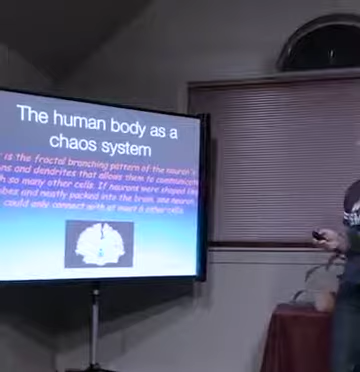 The human body as a
chaos system
is the fractal branching pattern of the neuron's
and dendrites that allows them to communicate
so many other cells. If neurons were shaped like
and neatly packed into the brain, one neuron
could only connect with at most 6 other cells.